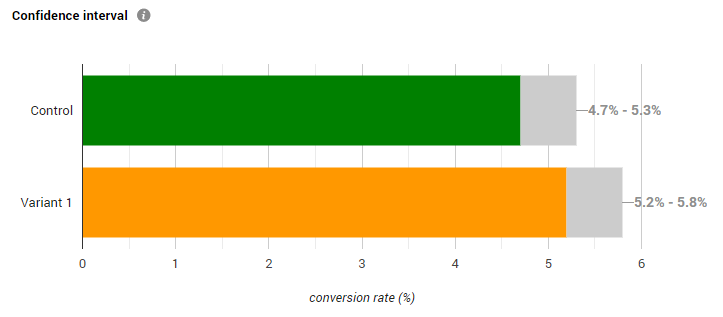 Confidence interval
Control
4.7% - 5.3%
Variant 1
5.2% - 5.8%
0 1 2 3 4 5 6
conversion rate (%)